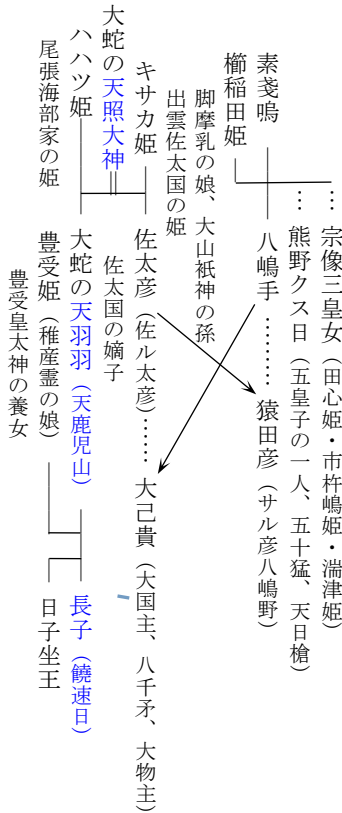 宗像三皇女（田心姫・市杵嶋姫・湍津姫）
熊野クス日（五皇子の一人、五十猛、天日槍）
素戔嗚
八嶋手
猿田彦（サル彦八嶋野）
櫛稲田姫
脚摩乳の娘、大山祇神の孫
出雲佐太国の姫
キサカ姫
佐太彦（佐ル太彦）
大己貴（大国主、八千矛、大物主）
佐太国の嫡子
大蛇の天照大神
ハハツ姫
大蛇の天羽羽（天鹿児山）
長子（饒速日）
尾張海部家の姫
豊受姫（稚産霊の娘）
日子坐王
豊受皇太神の養女